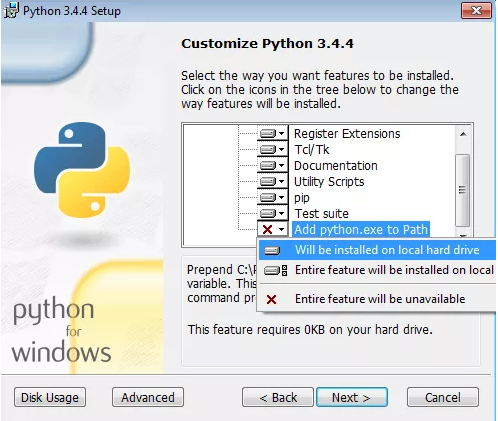 Python 3.4.4 Setup
Customize Python 3.4.4
Select the way you want features to be installed.
Click on the icons in the tree below to change the
way features will be installed.
Register Extensions
Tcl/Tk
Documentation
Utility Scripts
pip
Test suite
Add python.exe to Path
Will be installed on local hard drive
Entire feature will be installed on local
Entire feature will be unavailable
Prepend C:\
variable. This
command
This feature requires 0KB on your hard drive.
python
for
windows
Disk Usage
Advanced
< Back
Next >
Cancel